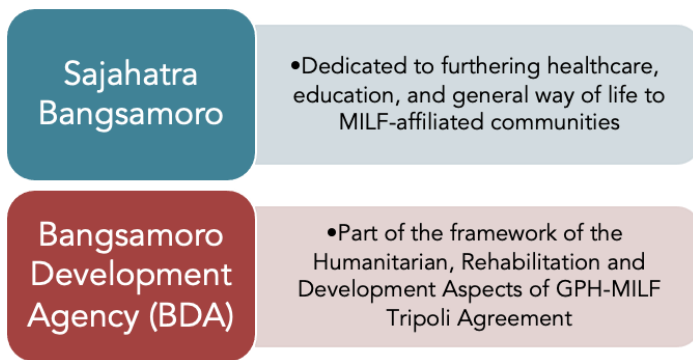 Sajahatra
Bangsamoro
•Dedicated to furthering healthcare,
education, and general way of life to
MILF-affiliated communities
Bangsamoro
Development
Agency (BDA)
•Part of the framework of the
Humanitarian, Rehabilitation and
Development Aspects of GPH-MILF
Tripoli Agreement